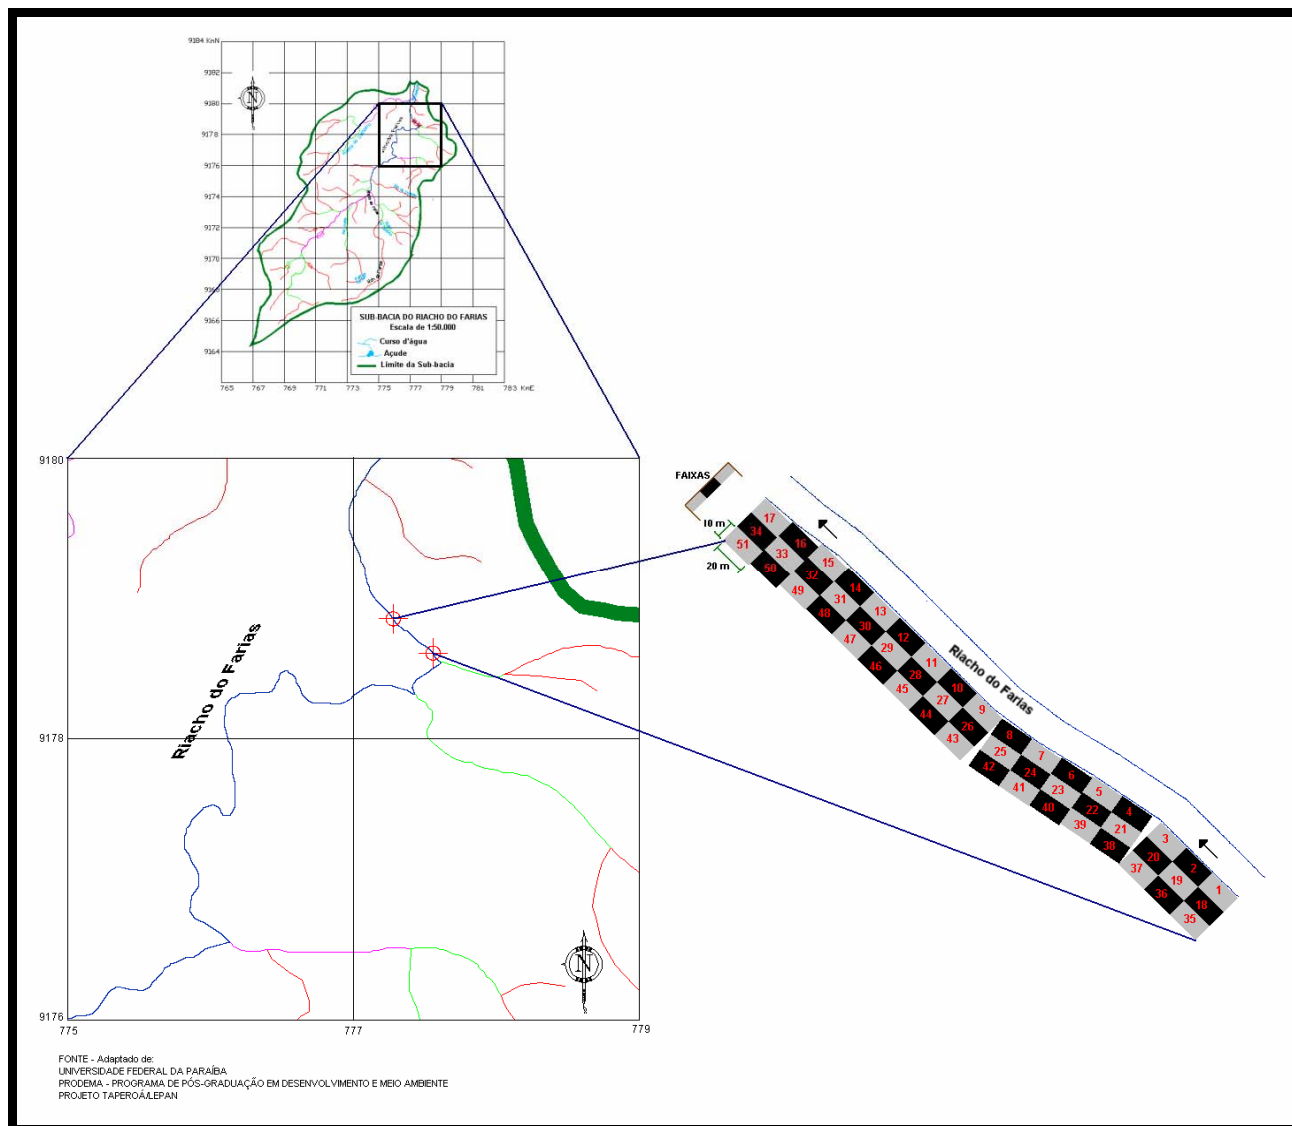 9184 KmN
9182
9180
9178
9176
9174
9172
9170
9168
9166
9164
765 767 769 771 773 775 777 779 781 783 KmE
N
Riacho Farias
SUB-BACIA DO RIACHO DO FARIAS
Escala de 1:50.000
Curso d'água
Açude
Limite da Sub-bacia
9180
9178
9176
775 777 779
Riacho do Farias
N
FAIXAS
10 m
20 m
Riacho do Farias
17 16 15 14 13 12 11 10 9 8 7 6 5 4 3 2 1
34 33 32 31 30 29 28 27 26 25 24 23 22 21 20 19 18
51 50 49 48 47 46 45 44 43 42 41 40 39 38 37 36 35
FONTE - Adaptado de:
UNIVERSIDADE FEDERAL DA PARAÍBA
PRODEMA - PROGRAMA DE PÓS-GRADUAÇÃO EM DESENVOLVIMENTO E MEIO AMBIENTE
PROJETO TAPEROÁ/LEPAN